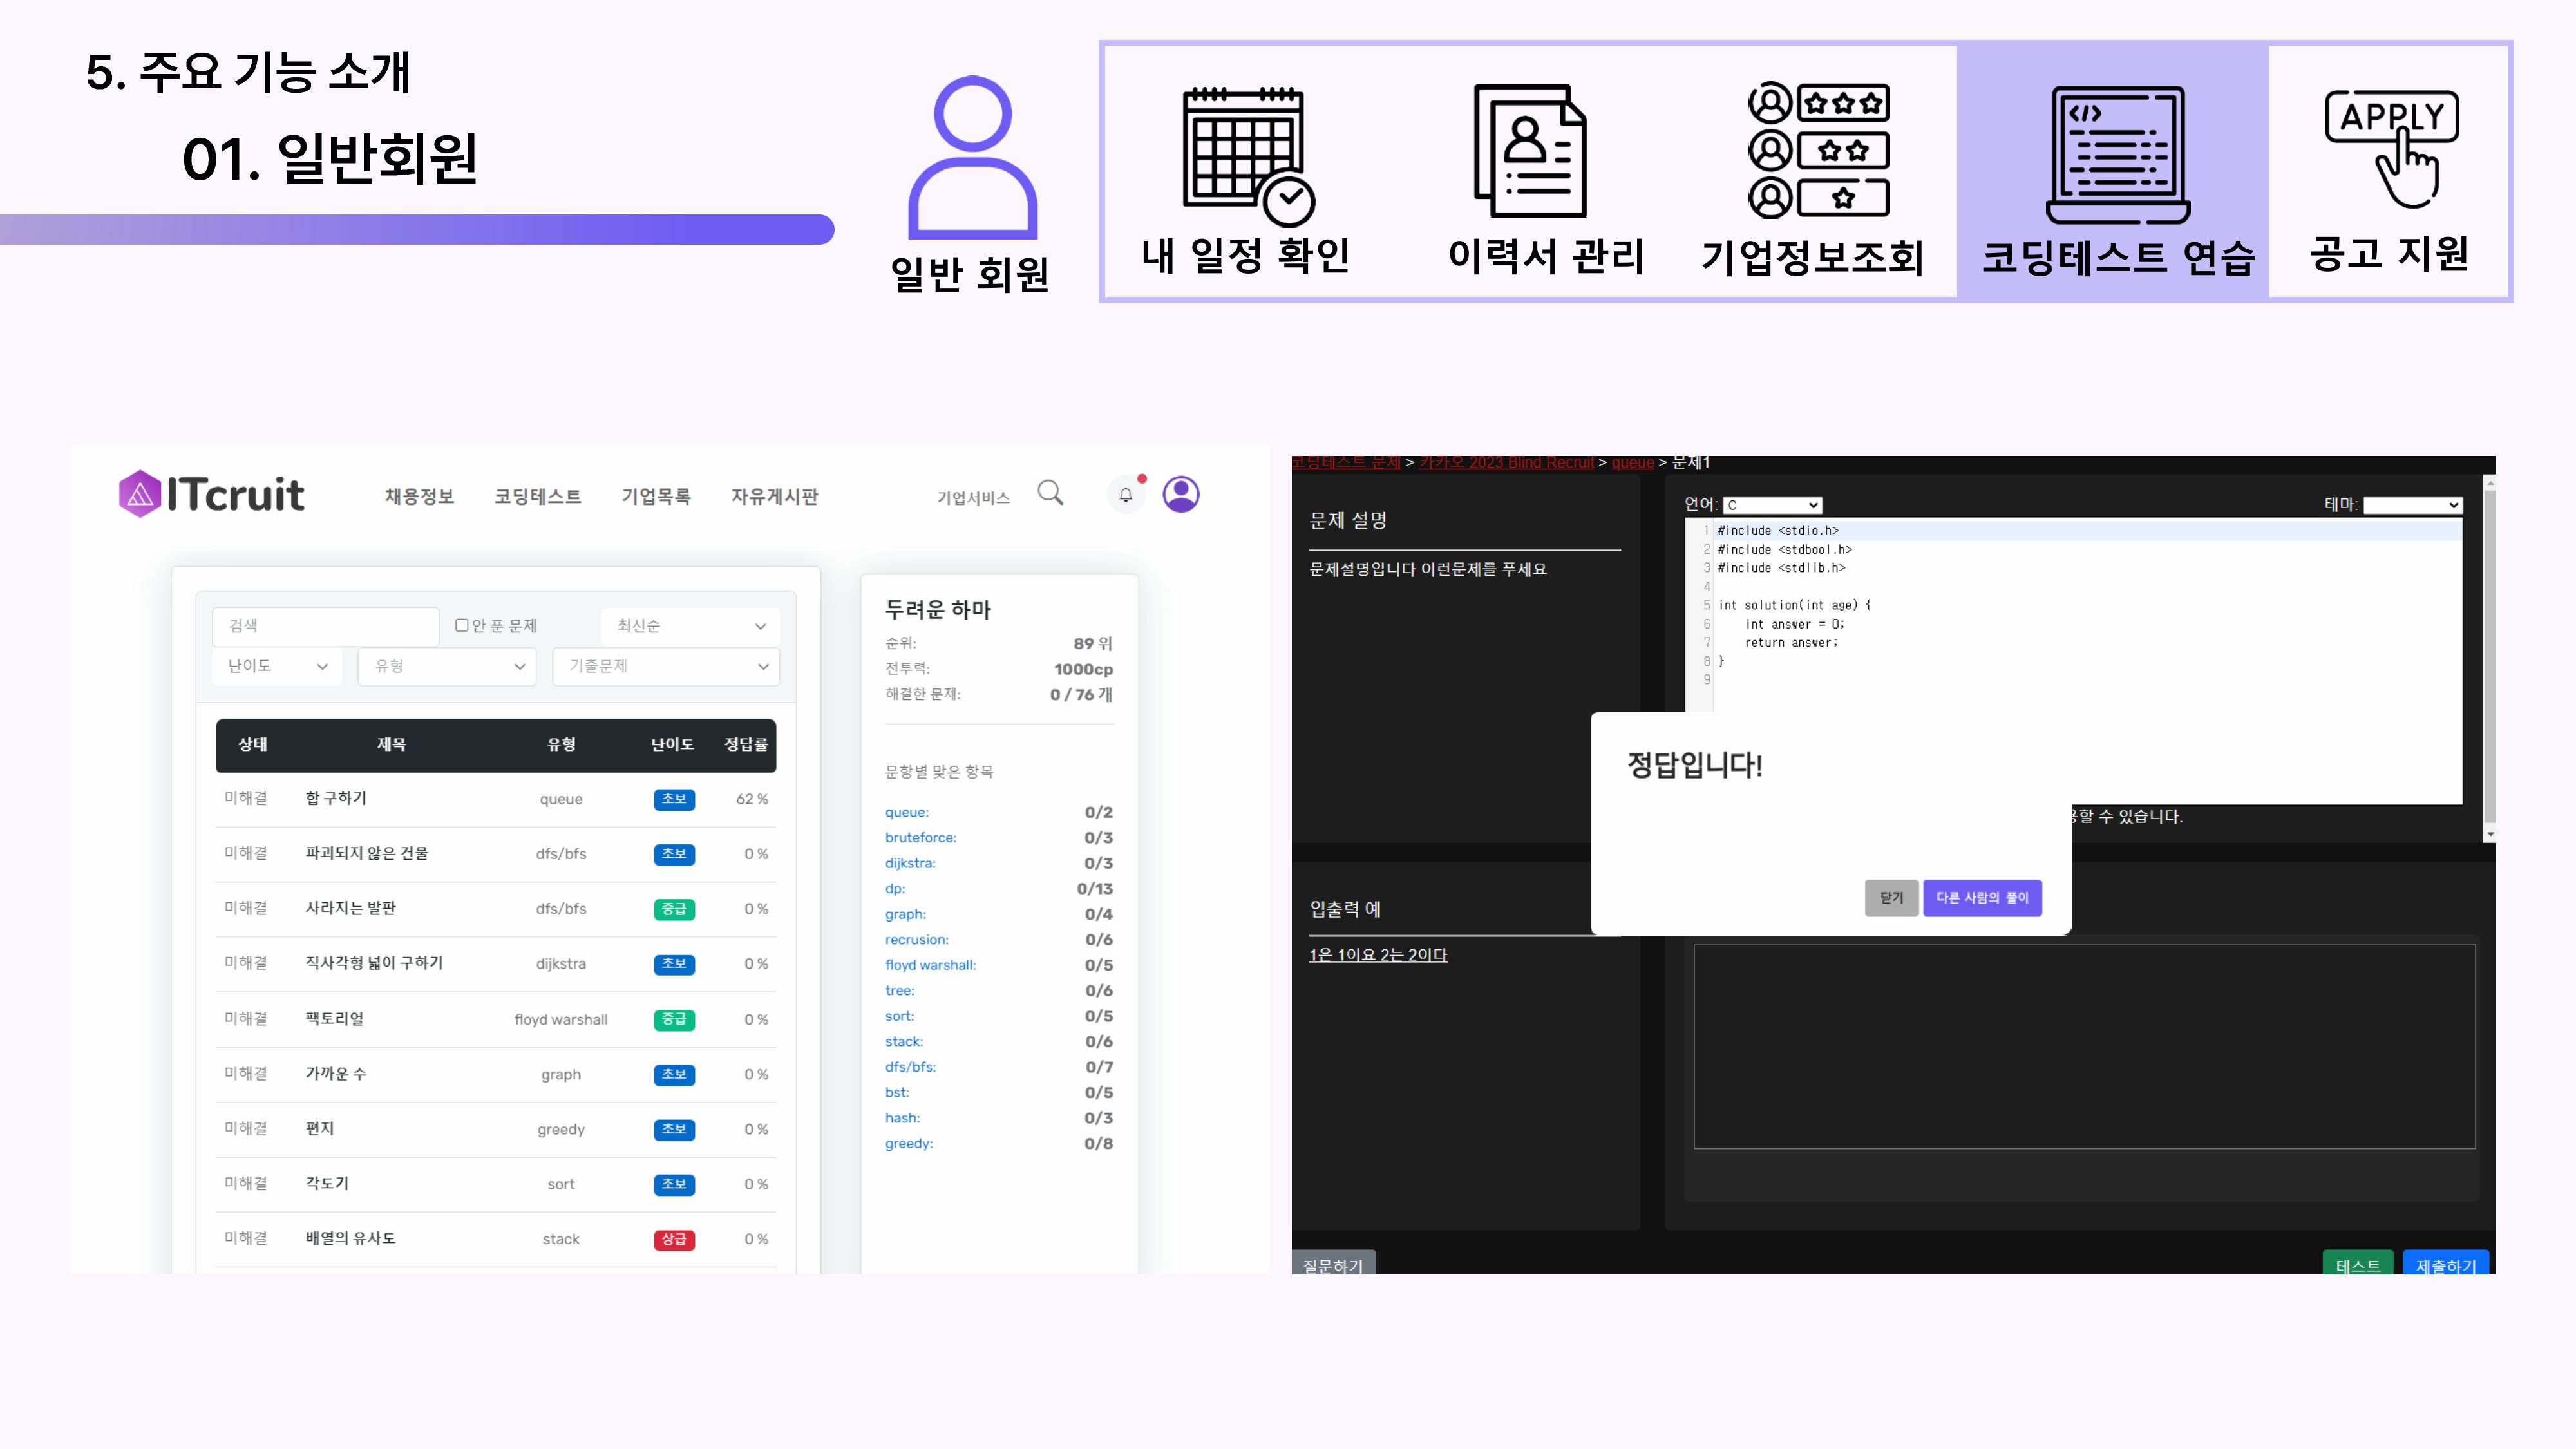 5. 주요 기능 소개
01. 일반회원
일반 회원
내 일정 확인
이력서 관리
기업정보조회
</>
코딩테스트 연습
APPLY
공고 지원
ITcruit
채용정보
코딩테스트
기업목록
자유게시판
기업서비스
검색
안 푼 문제
최신순
난이도
유형
기출문제
상태 제목 유형 난이도 정답률
미해결 합 구하기 queue 초보 62 %
미해결 파괴되지 않은 건물 dfs/bfs 초보 0 %
미해결 사라지는 발판 dfs/bfs 중급 0 %
미해결 직사각형 넓이 구하기 dijkstra 초보 0 %
미해결 팩토리얼 floyd warshall 중급 0 %
미해결 가까운 수 graph 초보 0 %
미해결 편지 greedy 초보 0 %
미해결 각도기 sort 초보 0 %
미해결 배열의 유사도 stack 상급 0 %
두려운 하마
순위: 89 위
전투력: 1000cp
해결한 문제: 0 / 76 개
문항별 맞은 항목
queue: 0/2
bruteforce: 0/3
dijkstra: 0/3
dp: 0/13
graph: 0/4
recrusion: 0/6
floyd warshall: 0/5
tree: 0/6
sort: 0/5
stack: 0/6
dfs/bfs: 0/7
bst: 0/5
hash: 0/3
greedy: 0/8
코딩테스트 문제 > 카카오 2023 Blind Recruit > queue > 문제1
문제 설명
문제설명입니다 이런문제를 푸세요
언어: C
테마:
1 #include <stdio.h>
2 #include <stdbool.h>
3 #include <stdlib.h>
4
5 int solution(int age) {
6 int answer = 0;
7 return answer;
8 }
9
정답입니다!
닫기
다른 사람의 풀이
할 수 있습니다.
입출력 예
1은 1이요 2는 2이다
질문하기
테스트
제출하기